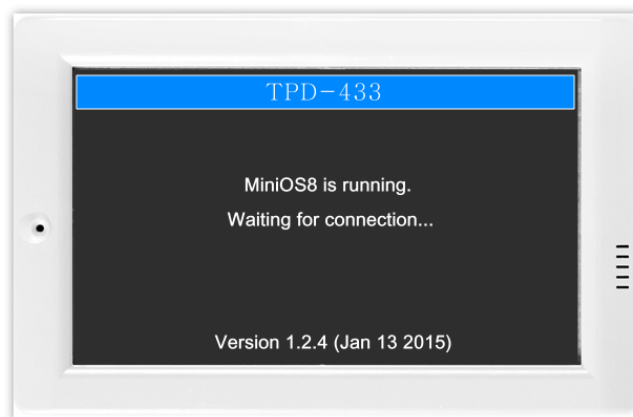 TPD-433
MiniOS8 is running.
Waiting for connection...
Version 1.2.4 (Jan 13 2015)